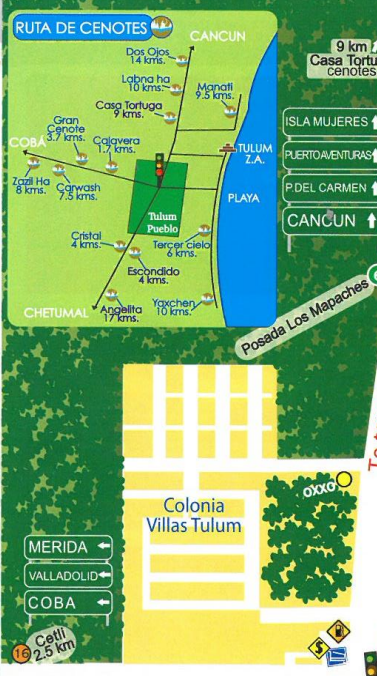 RUTA DE CENOTES
CANCUN
Dos Ojos
14 kms.
Labna ha
10 kms.
Manatí
9.5 kms.
Casa Tortuga
9 kms.
Gran
Cenote
3.7 kms.
Calavera
1.7 kms.
COBÁ
Zazil Ha
8 kms.
Carwash
7.5 kms.
TULUM
Z.A.
PLAYA
Tulum
Pueblo
Cristal
4 kms.
Tercer cielo
6 kms.
Escondido
4 kms.
Angelita
17 kms.
Yaxchen
10 kms.
CHETUMAL
9 km
Casa Tortu
cenotes
ISLA MUJERES
PUERTO AVENTURAS
P.DEL CARMEN
CANCUN
Posada Los Mapaches
OXXO
Colonia
Villas Tulum
MERIDA
VALLADOLID
COBA
16
Cetli
2.5 km
$